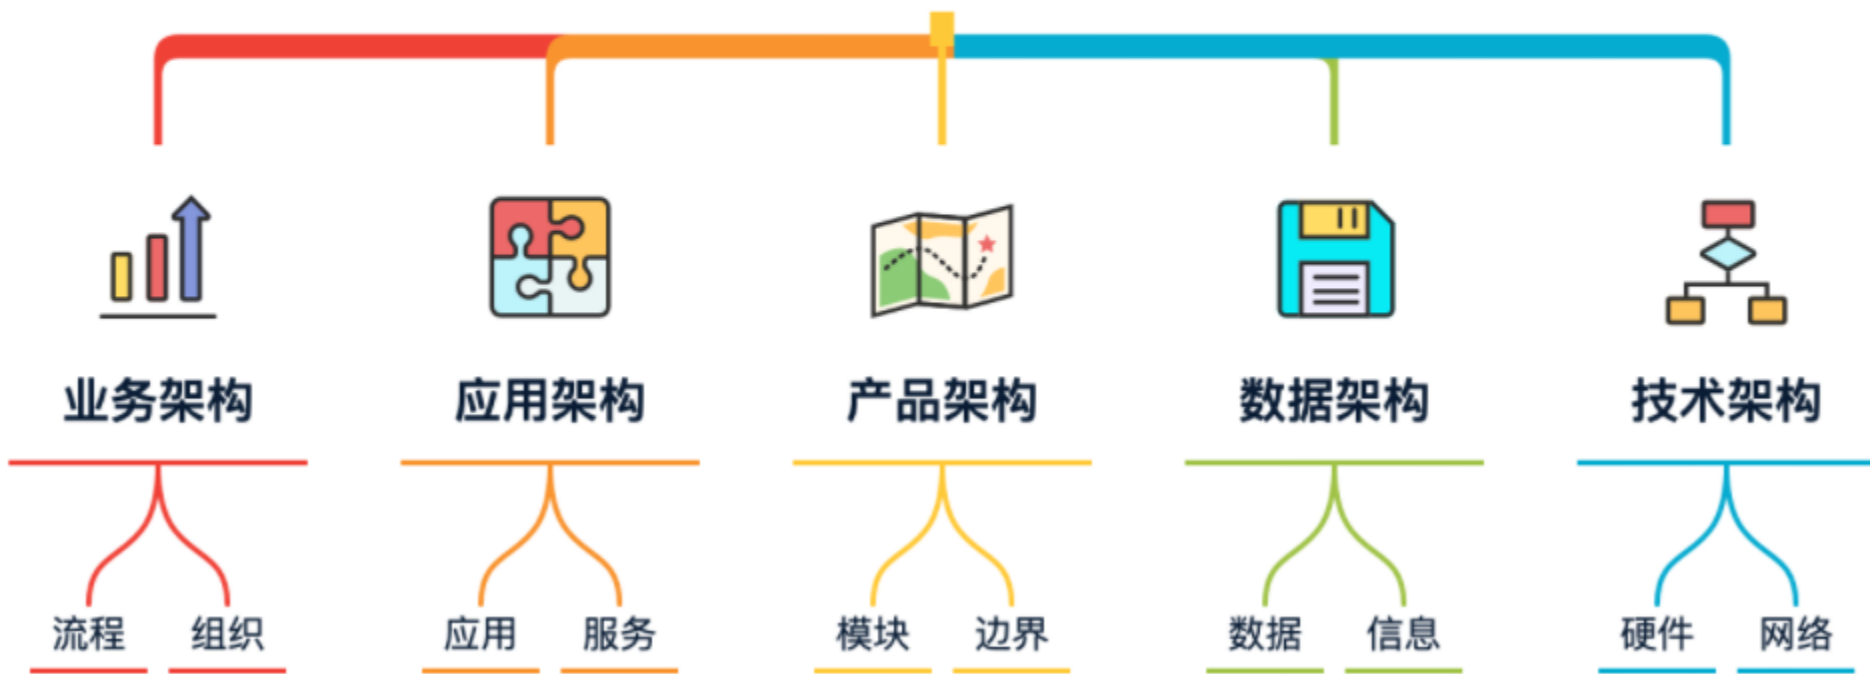 业务架构 应用架构 产品架构 数据架构 技术架构
流程 组织 应用 服务 模块 边界 数据 信息 硬件 网络